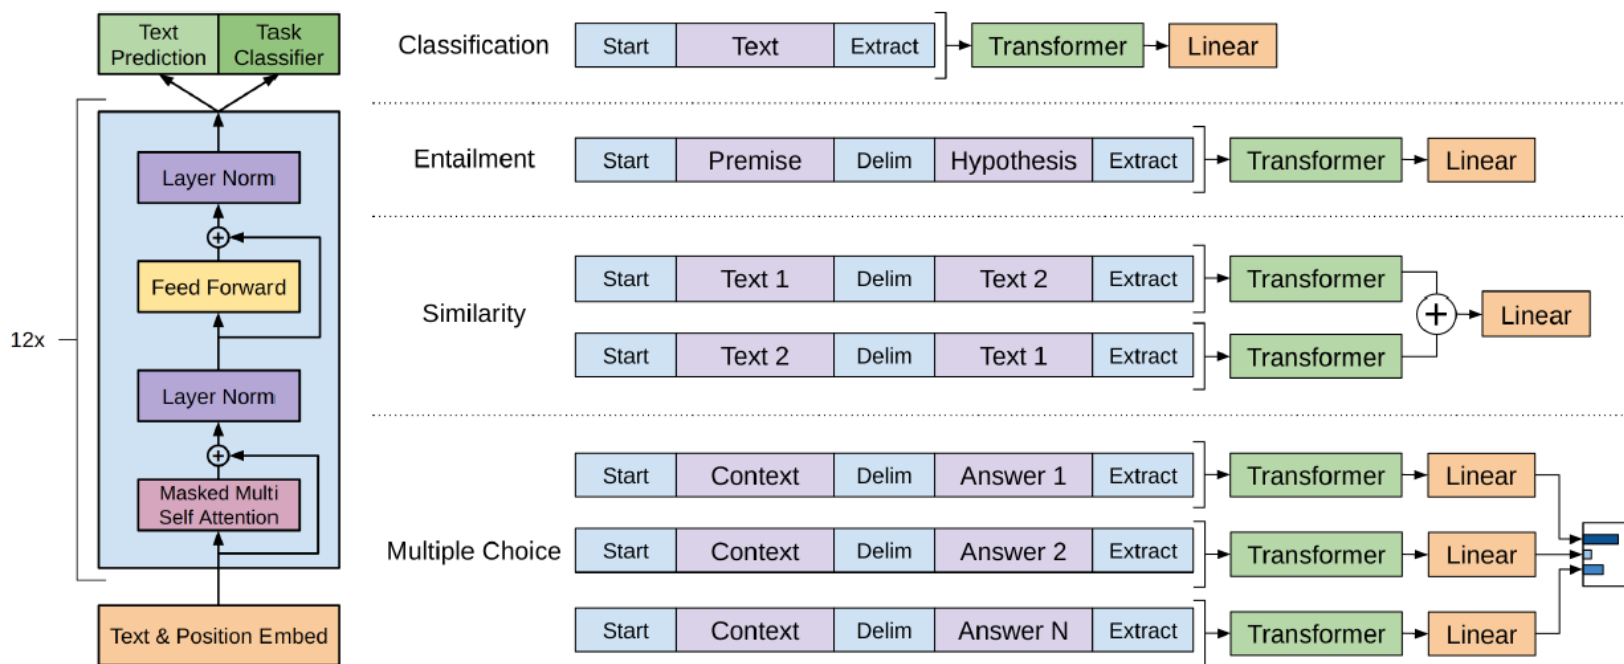 Text
Prediction
Task
Classifier
12x
Layer Norm
+
Feed Forward
Layer Norm
+
Masked Multi
Self Attention
Text & Position Embed
Classification
Start Text Extract Transformer Linear
Entailment
Start Premise Delim Hypothesis Extract Transformer Linear
Similarity
Start Text 1 Delim Text 2 Extract Transformer
+ Linear
Start Text 2 Delim Text 1 Extract Transformer
Multiple Choice
Start Context Delim Answer 1 Extract Transformer Linear
Start Context Delim Answer 2 Extract Transformer Linear
Start Context Delim Answer N Extract Transformer Linear